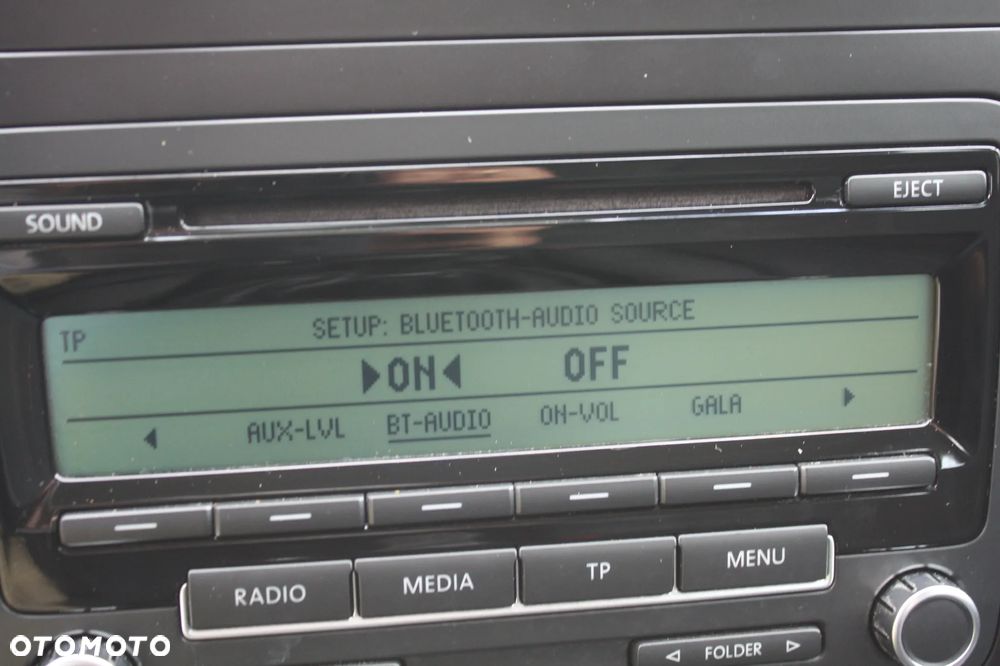 SOUND
EJECT
TP
SETUP: BLUETOOTH-AUDIO SOURCE
ON OFF
AUX-LVL BT-AUDIO ON-VOL GALA
RADIO MEDIA TP MENU
FOLDER
OTOMOTO